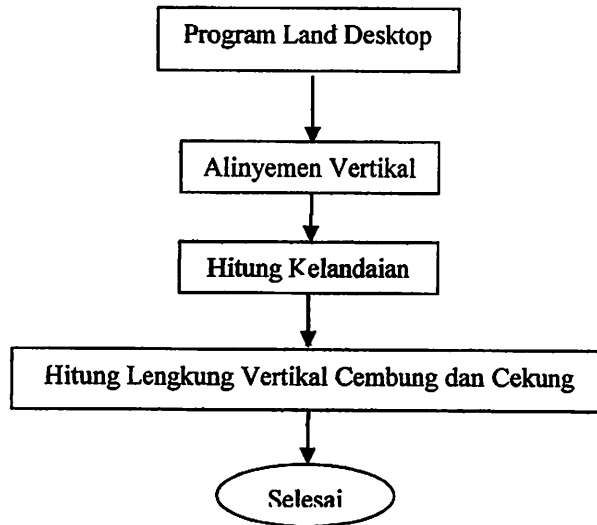 Program Land Desktop
Alinyemen Vertikal
Hitung Kelandaian
Hitung Lengkung Vertikal Cembung dan Cekung
Selesai